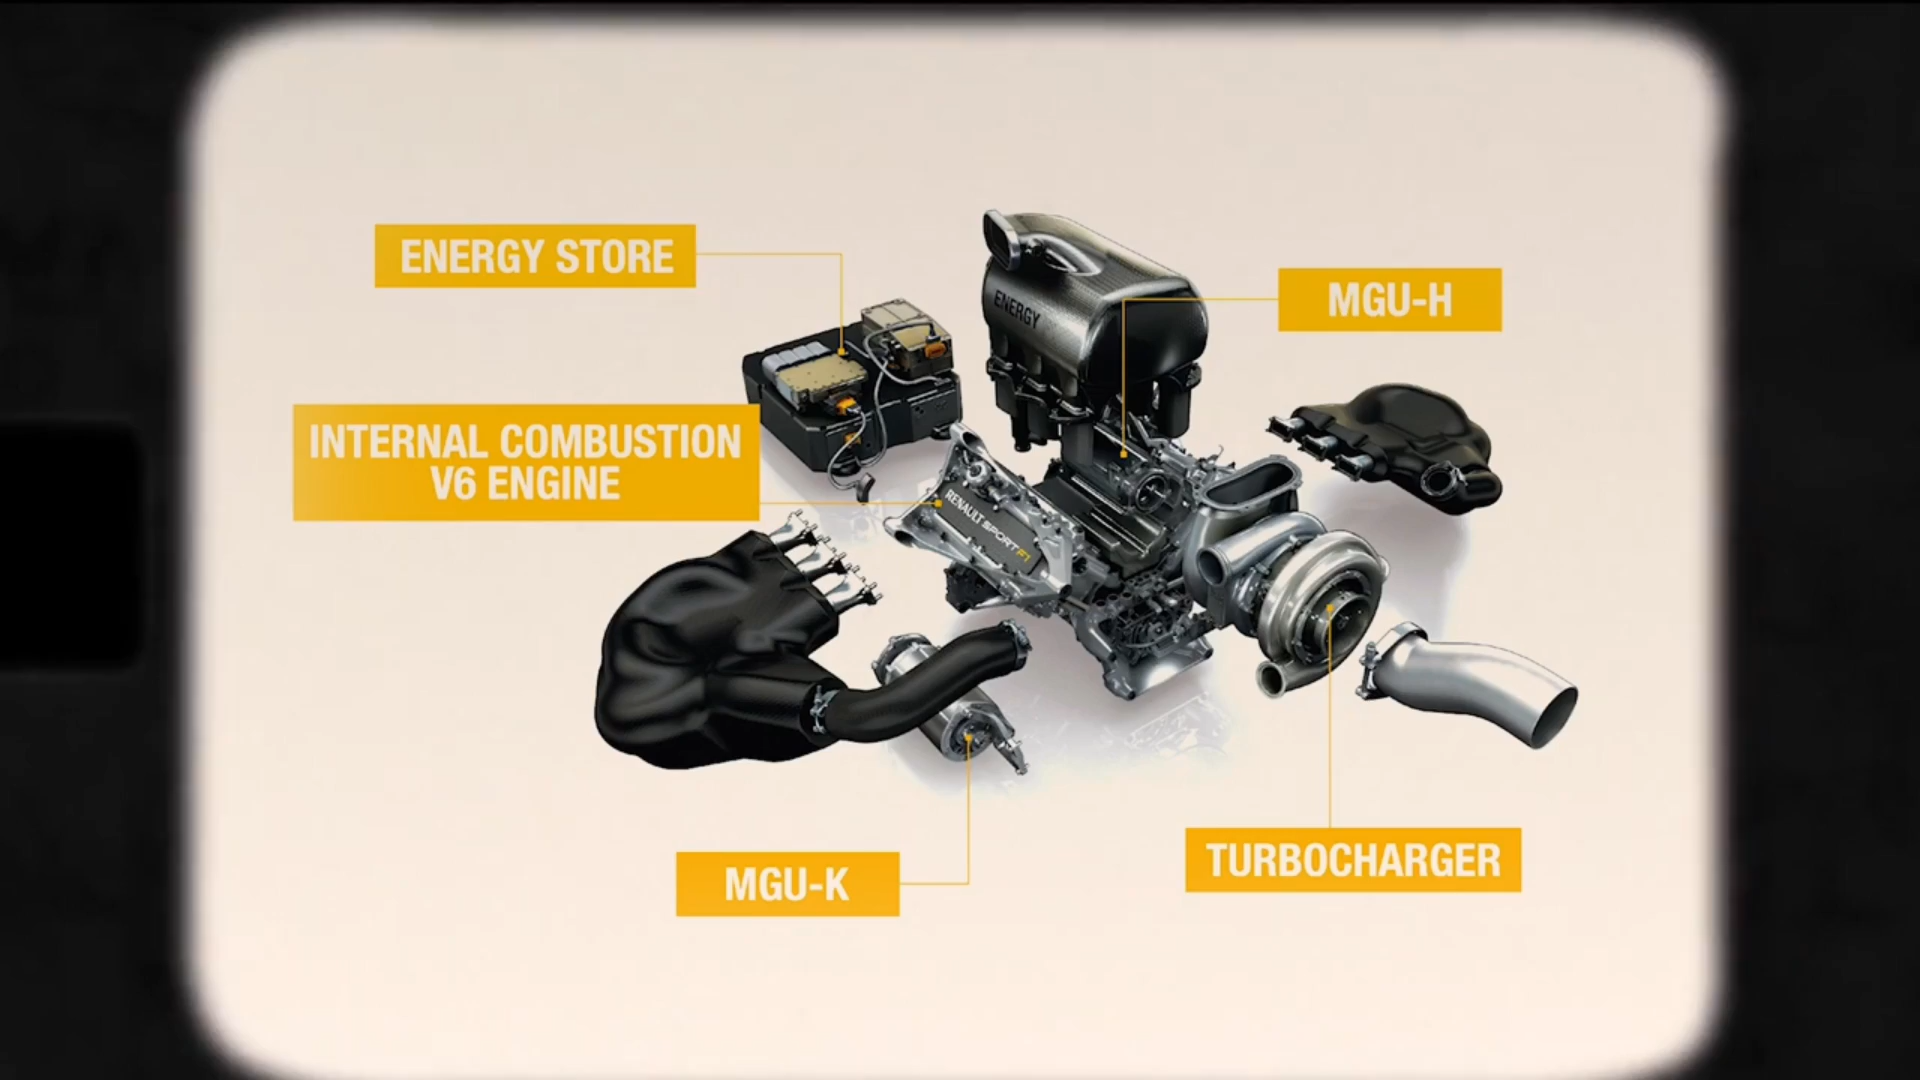 ENERGY STORE
MGU-H
ENERGY
INTERNAL COMBUSTION
V6 ENGINE
RENAULT SPORT F1
MGU-K
TURBOCHARGER